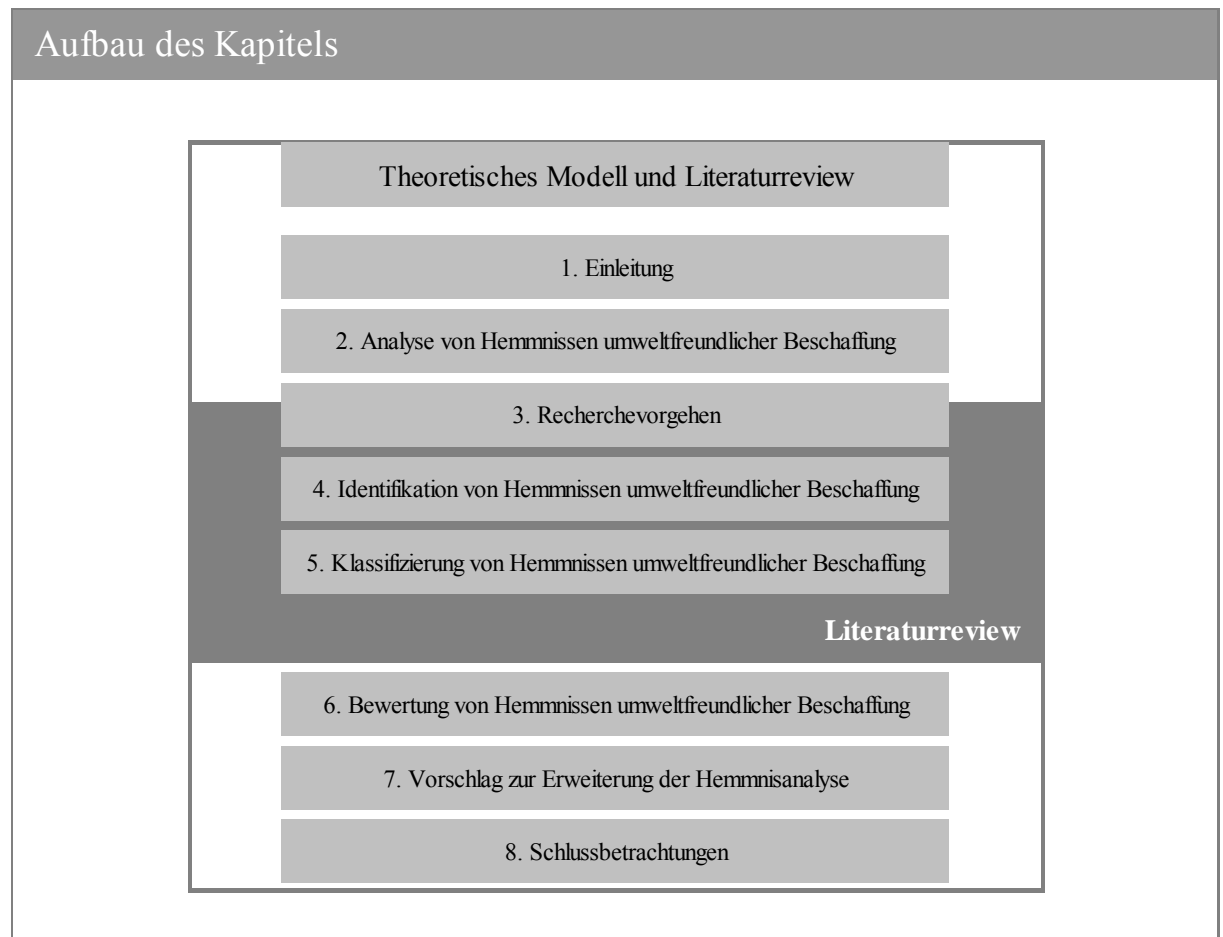 Aufbau des Kapitels
Theoretisches Modell und Literaturreview
1. Einleitung
2. Analyse von Hemmnissen umweltfreundlicher Beschaffung
3. Recherchevorgehen
4. Identifikation von Hemmnissen umweltfreundlicher Beschaffung
5. Klassifizierung von Hemmnissen umweltfreundlicher Beschaffung
Literaturreview
6. Bewertung von Hemmnissen umweltfreundlicher Beschaffung
7. Vorschlag zur Erweiterung der Hemmnisanalyse
8. Schlussbetrachtungen